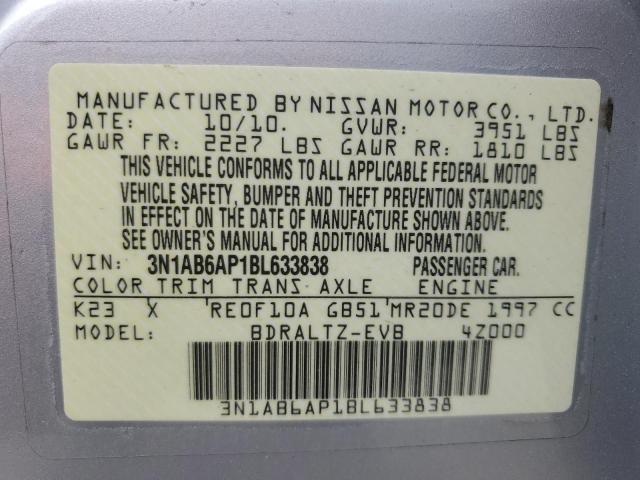 MANUFACTURED BY NISSAN MOTOR CO., LTD.
DATE: 10/10. GVWR: 3951 LBS
GAWR FR: 2227 LBS GAWR RR: 1810 LBS
THIS VEHICLE CONFORMS TO ALL APPLICABLE FEDERAL MOTOR
VEHICLE SAFETY, BUMPER AND THEFT PREVENTION STANDARDS
IN EFFECT ON THE DATE OF MANUFACTURE SHOWN ABOVE.
SEE OWNER'S MANUAL FOR ADDITIONAL INFORMATION.
VIN: 3N1AB6AP1BL633838 PASSENGER CAR.
COLOR TRIM TRANS AXLE ENGINE
K23 X RE0F10A GB51 MR20DE 1997 CC
MODEL: BDRALTZ-EVB 4Z000
3N1AB6AP1BL633838